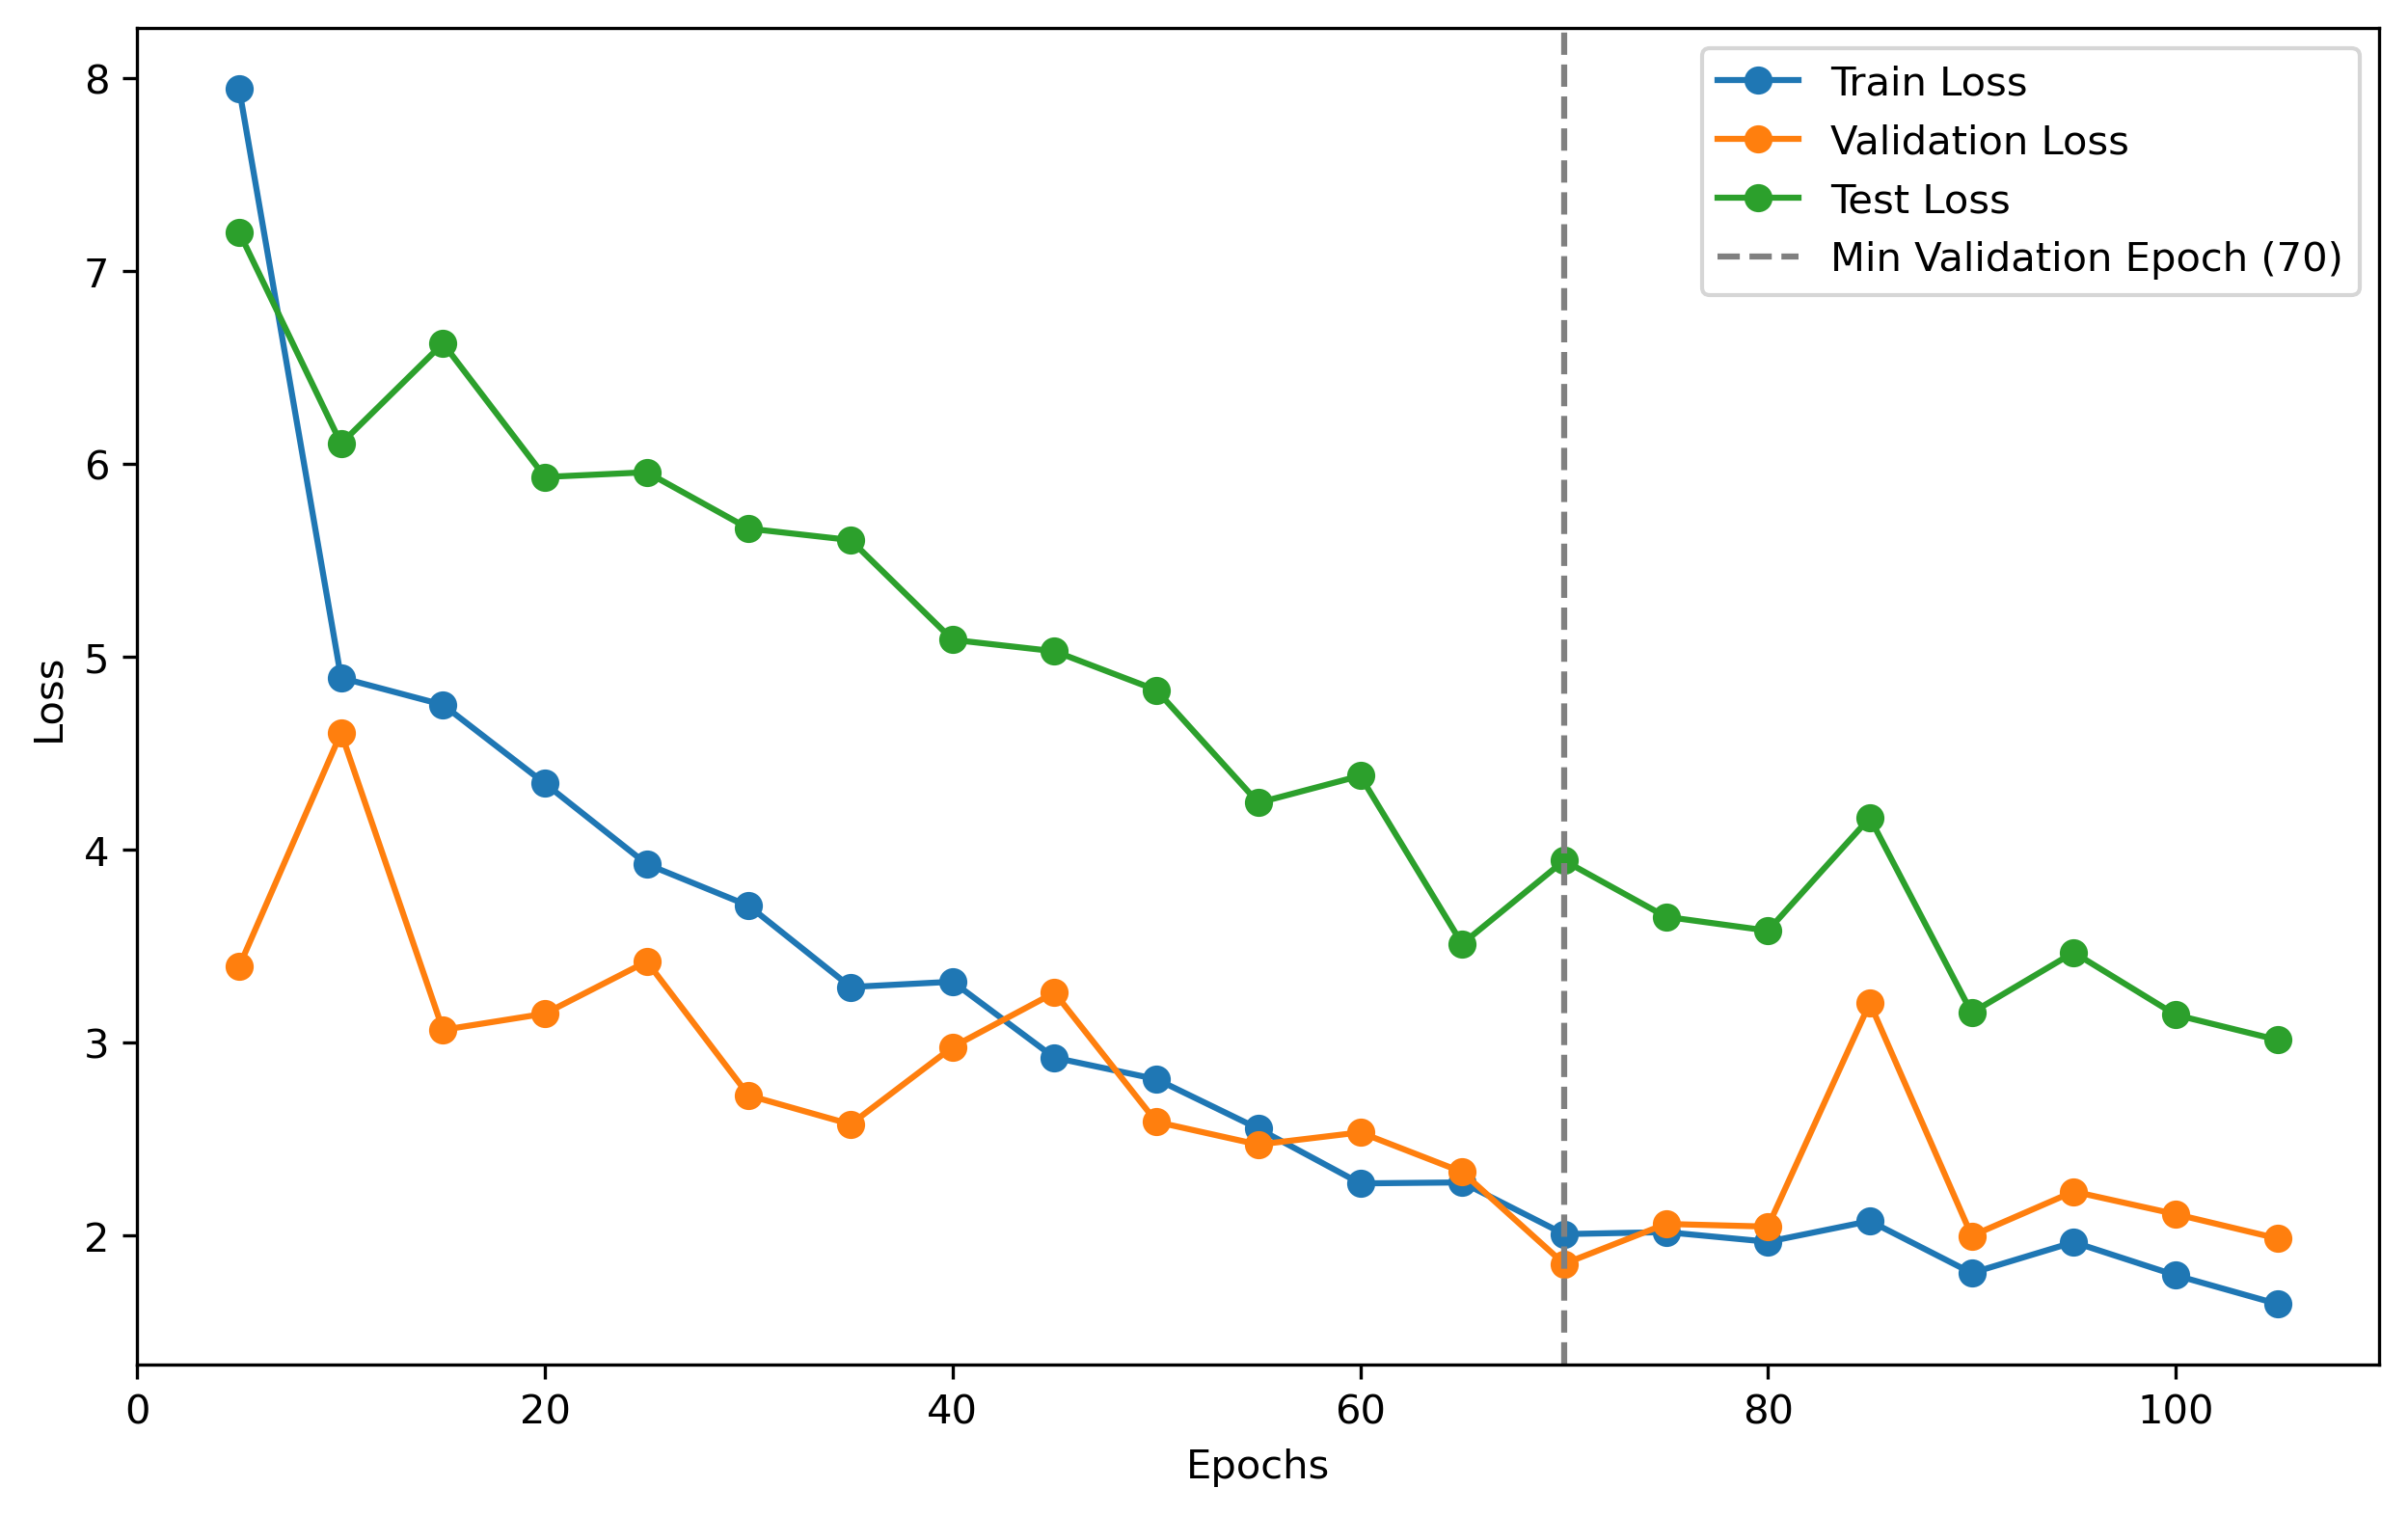 8
7
6
5
4
3
2
Loss
0 20 40 60 80 100
Epochs
Train Loss
Validation Loss
Test Loss
Min Validation Epoch (70)